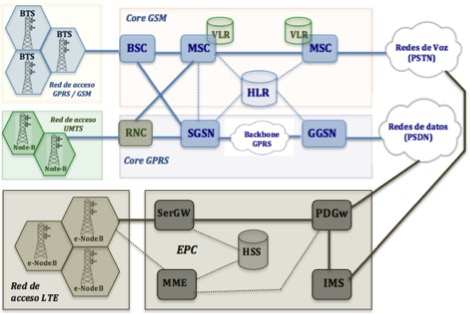 Core GSM
BTS
BTS
BTS
Red de acceso
GPRS / GSM
BSC
MSC
VLR
VLR
MSC
Redes de Voz
(PSTN)
HLR
Red de acceso
UMTS
Node-B
Node-B
RNC
SGSN
Backbone
GPRS
GGSN
Redes de datos
(PSDN)
Core GPRS
e-NodeB
e-NodeB
e-NodeB
Red de
acceso LTE
SerGW
PDGw
EPC
HSS
MME
IMS